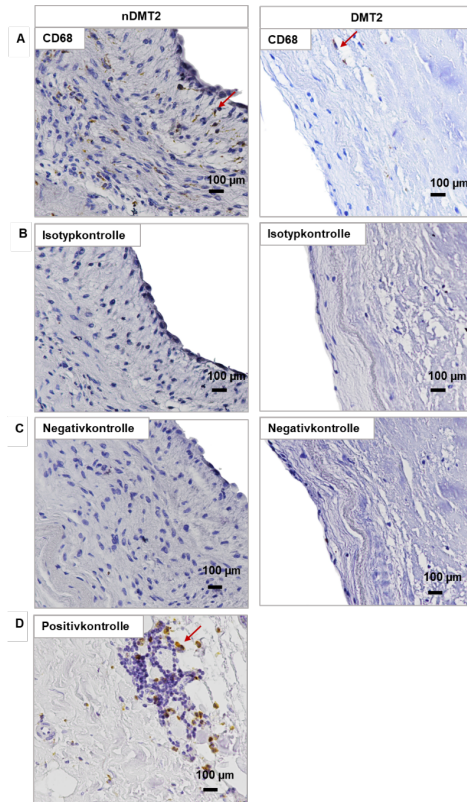 nDMT2
DMT2
A
CD68
CD68
100 µm
100 µm
B
Isotypkontrolle
Isotypkontrolle
100 µm
100 µm
C
Negativkontrolle
Negativkontrolle
100 µm
100 µm
D
Positivkontrolle
100 µm